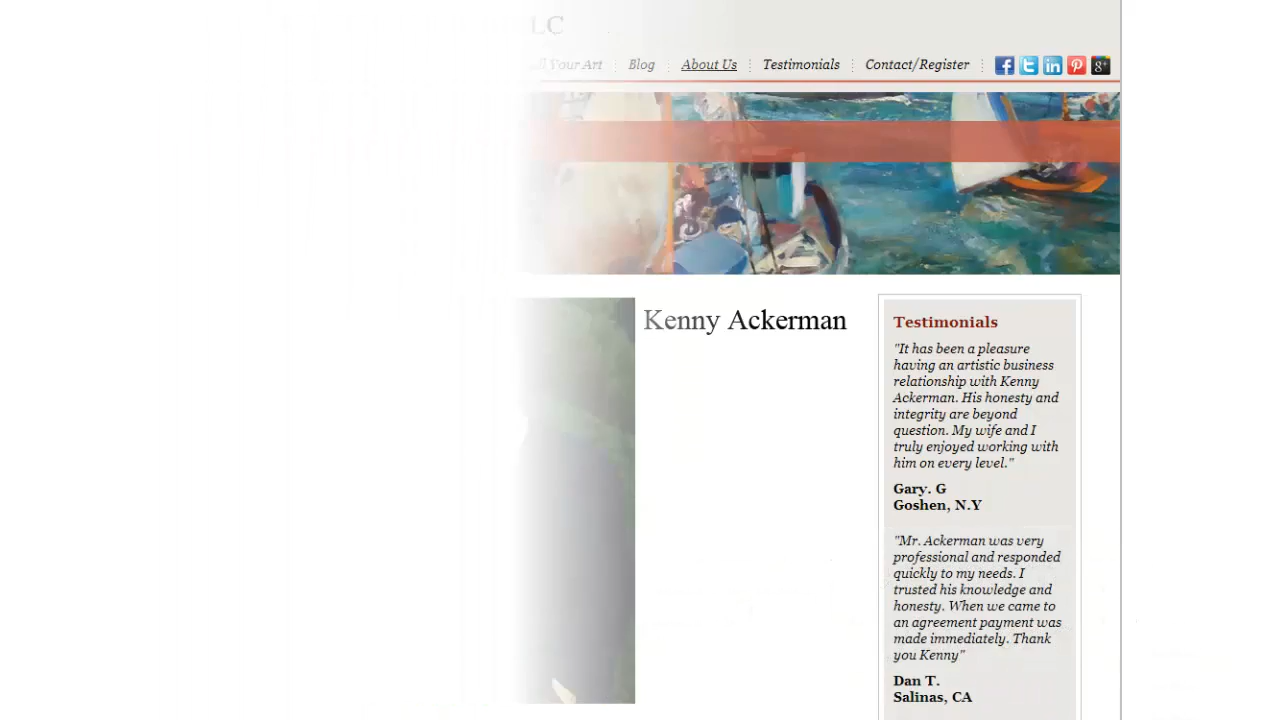 LC
Your Art
Blog
About Us
Testimonials
Contact/Register
Kenny Ackerman
Testimonials
"It has been a pleasure
having an artistic business
relationship with Kenny
Ackerman. His honesty and
integrity are beyond
question. My wife and I
truly enjoyed working with
him on every level."
Gary. G
Goshen, N.Y
"Mr. Ackerman was very
professional and responded
quickly to my needs. I
trusted his knowledge and
honesty. When we came to
an agreement payment was
made immediately. Thank
you Kenny"
Dan T.
Salinas, CA